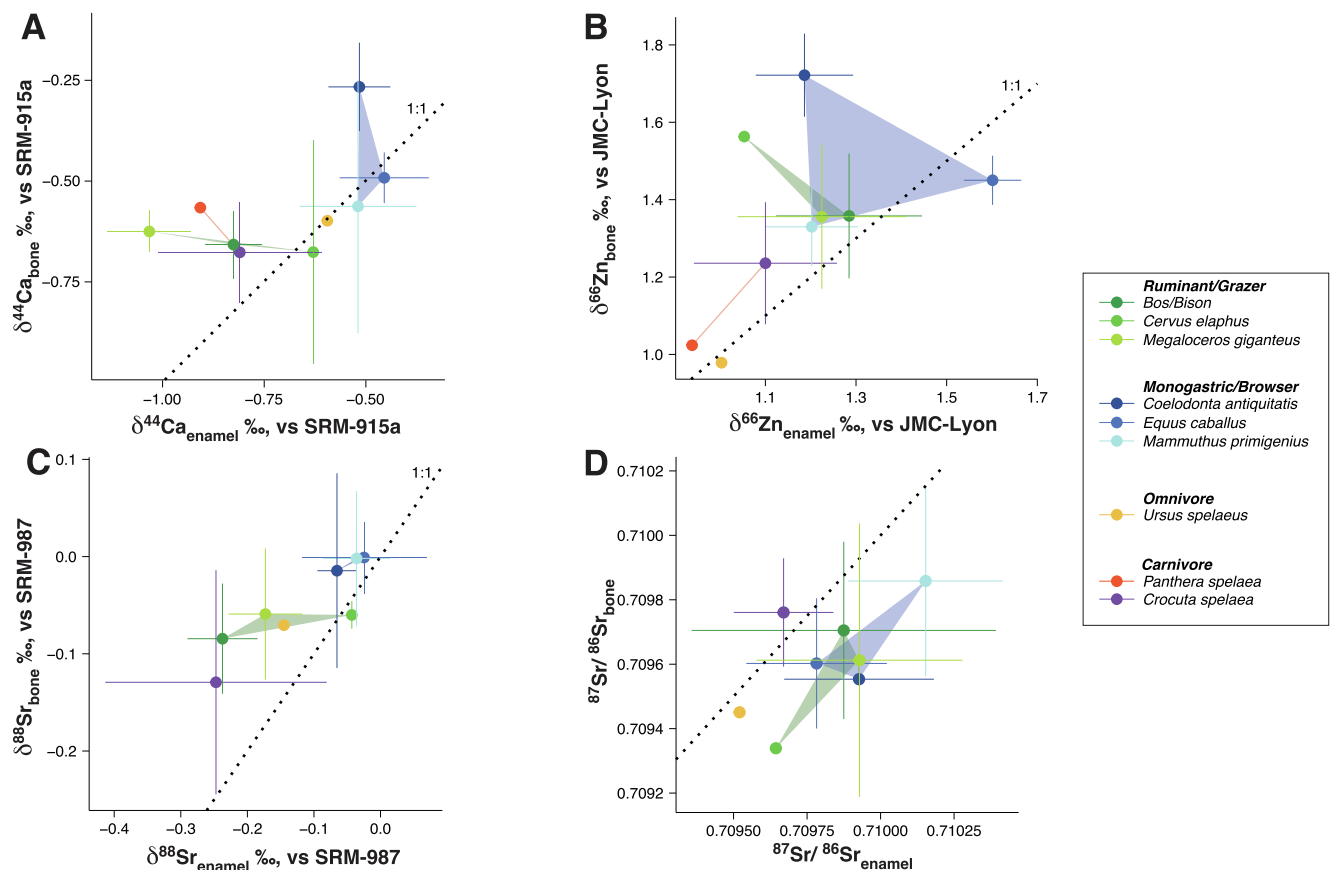 A
δ44Cabone ‰, vs SRM-915a
−0.25
−0.50
−0.75
1:1
−1.00
−0.75
−0.50
δ44Caenamel ‰, vs SRM-915a
B
δ66Znbone ‰, vs JMC-Lyon
1.8
1.6
1.4
1.2
1.0
1:1
1.1
1.3
1.5
1.7
δ66Znenamel ‰, vs JMC-Lyon
C
δ88Srbone ‰, vs SRM-987
0.1
0.0
−0.1
−0.2
1:1
−0.4
−0.3
−0.2
−0.1
0.0
δ88Srenamel ‰, vs SRM-987
D
87Sr/ 86Srbone
0.7102
0.7100
0.7098
0.7096
0.7094
0.7092
0.70950
0.70975
0.71000
0.71025
87Sr/ 86Srenamel
Ruminant/Grazer
Bos/Bison
Cervus elaphus
Megaloceros giganteus
Monogastric/Browser
Coelodonta antiquitatis
Equus caballus
Mammuthus primigenius
Omnivore
Ursus spelaeus
Carnivore
Panthera spelaea
Crocuta spelaea